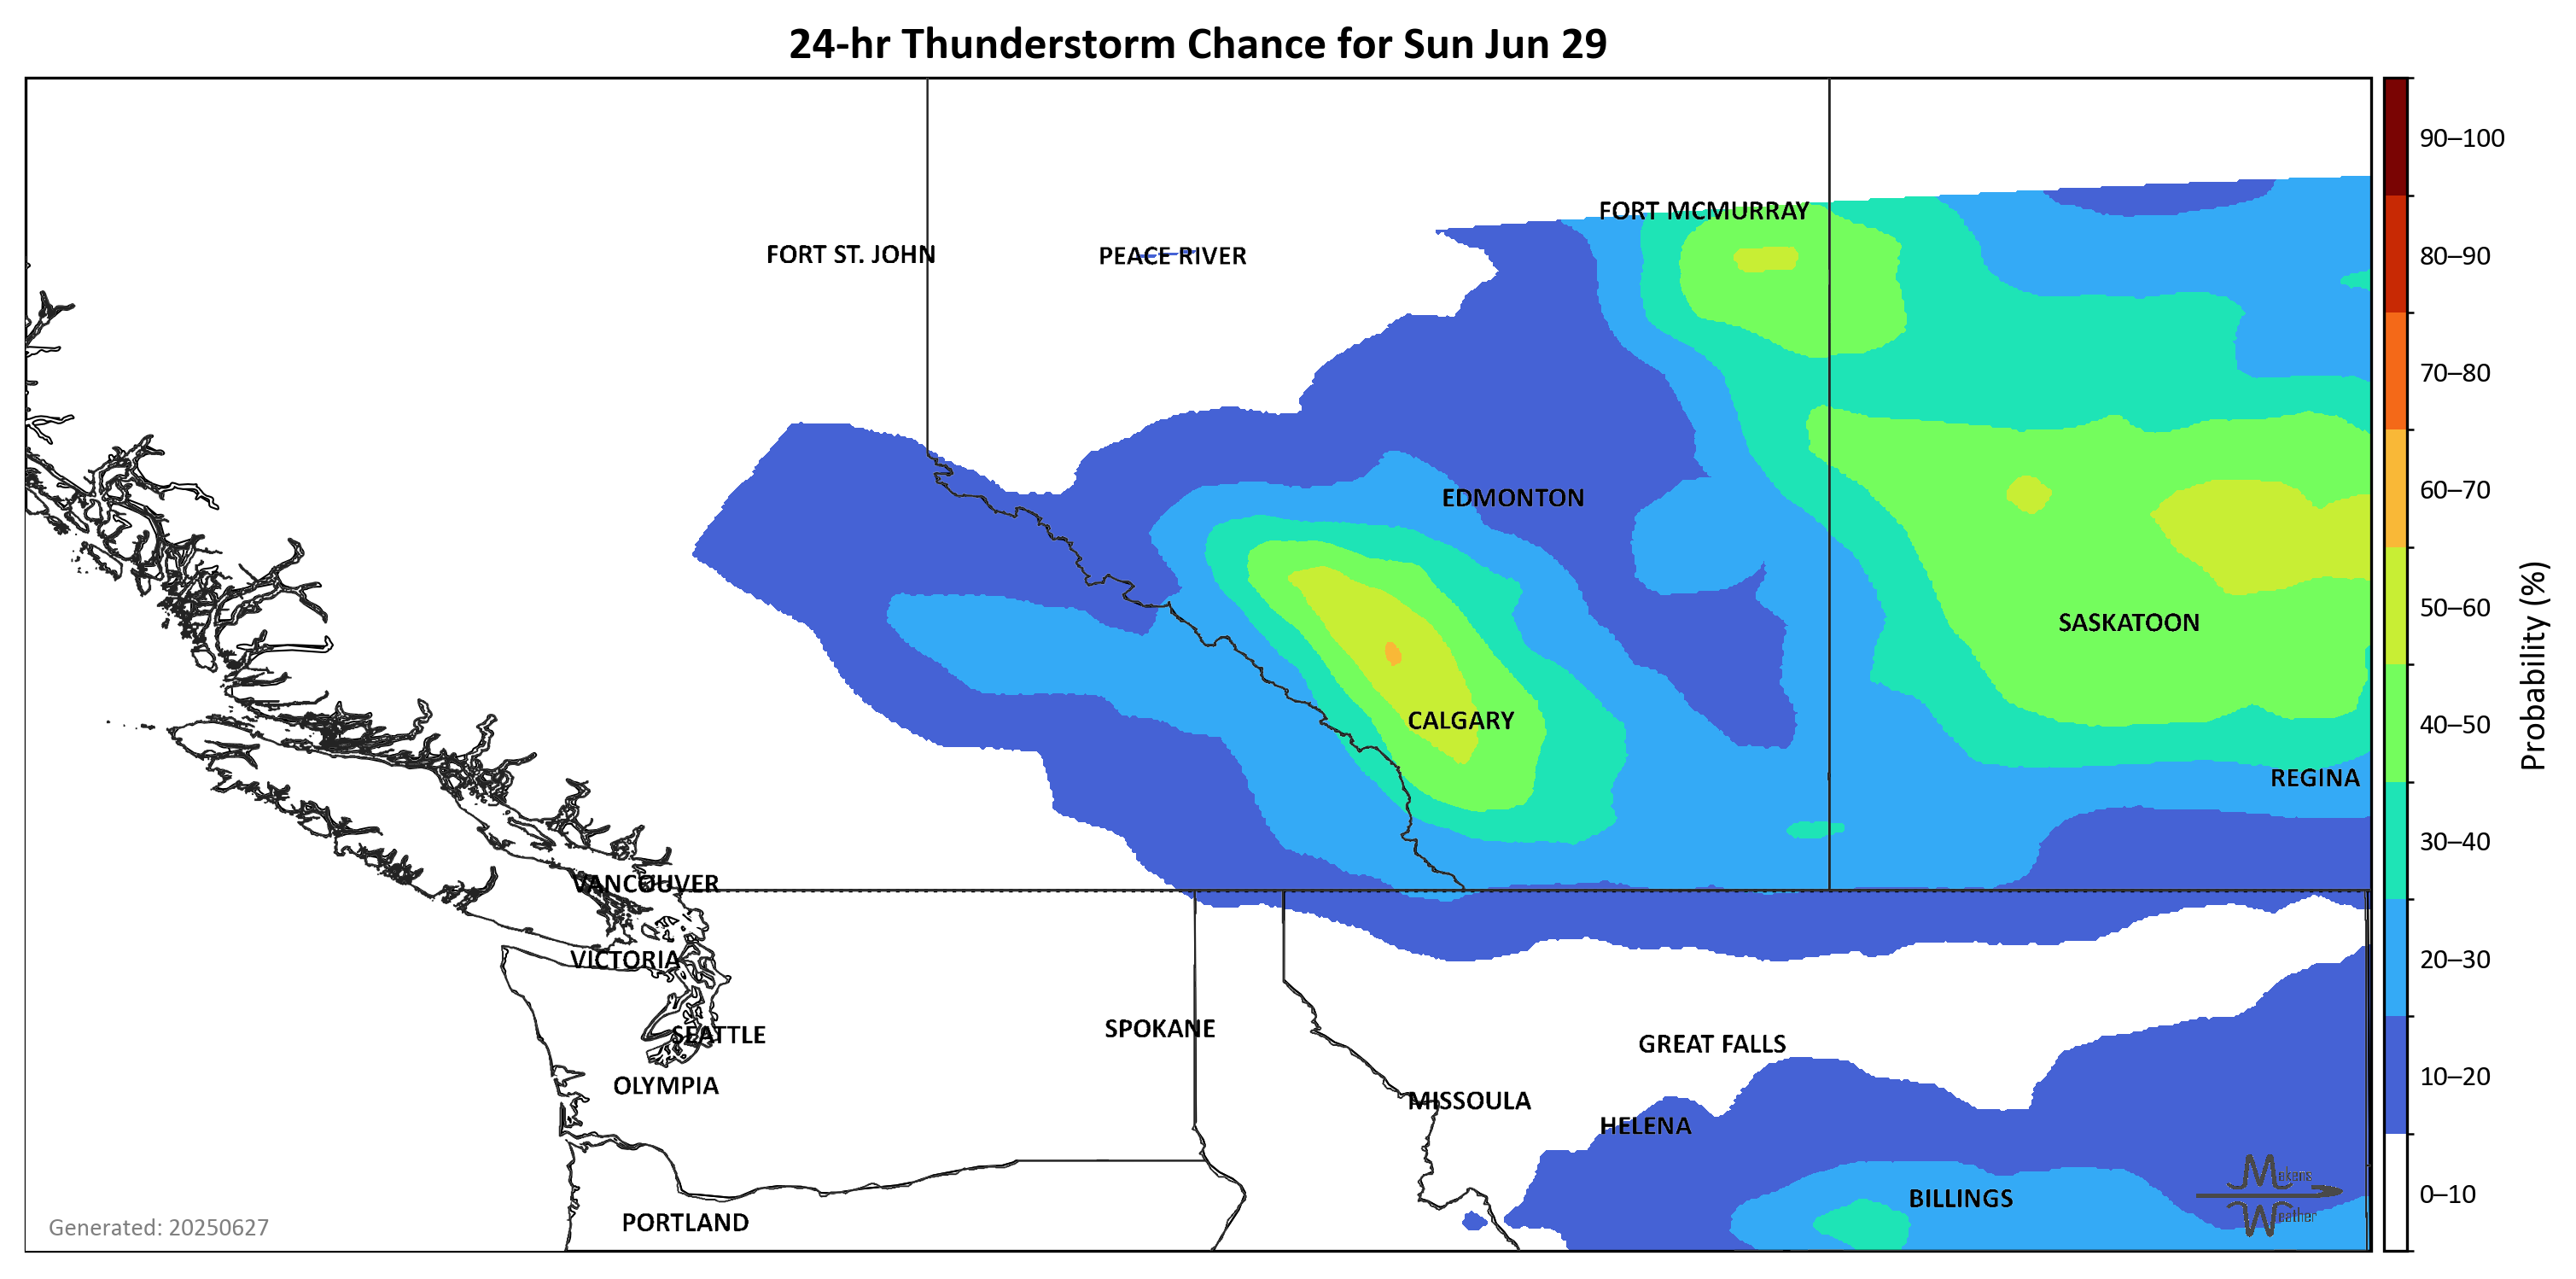 24-hr Thunderstorm Chance for Sun Jun 29
90–100
FORT MCMURRAY
FORT ST. JOHN
PEACE RIVER
80–90
70–80
60–70
EDMONTON
50–60
SASKATOON
Probability (%)
CALGARY
40–50
REGINA
30–40
VANCOUVER
20–30
VICTORIA
SPOKANE
SEATTLE
GREAT FALLS
10–20
OLYMPIA
MISSOULA
HELENA
Mekens
Weather
0–10
BILLINGS
PORTLAND
Generated: 20250627